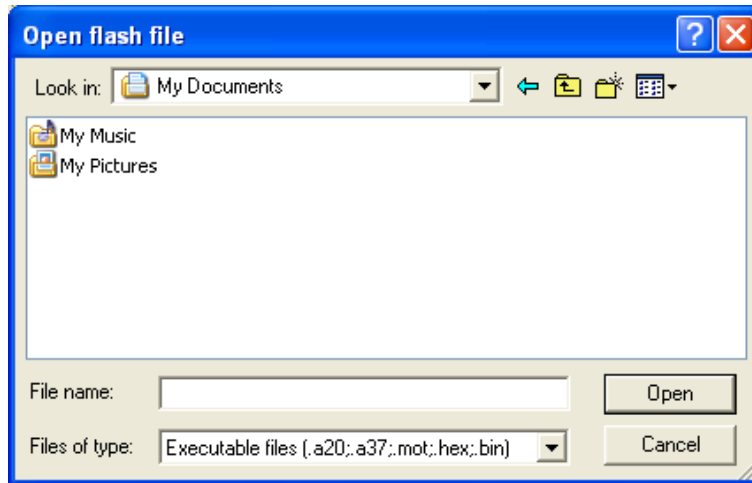 Open flash file
Look in: My Documents
My Music
My Pictures
File name:
Open
Files of type: Executable files (.a20;.a37;.mot;.hex;.bin)
Cancel